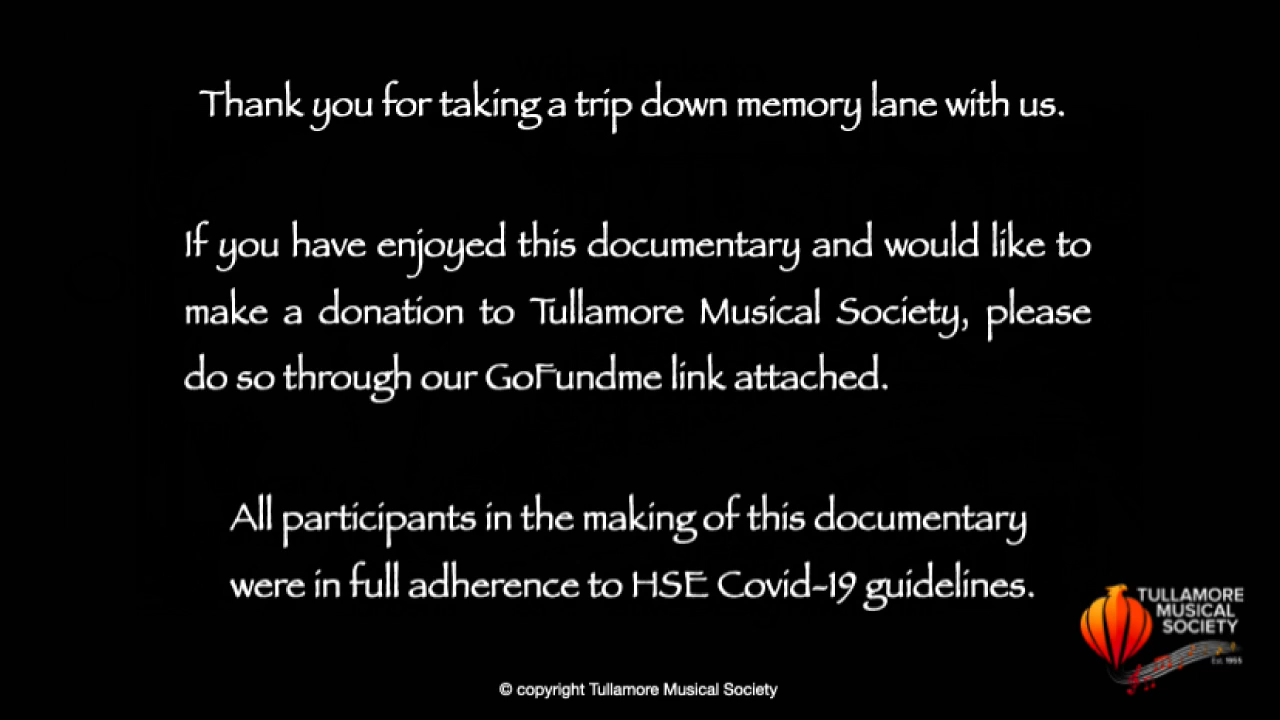 Thank you for taking a trip down memory lane with us.
If you have enjoyed this documentary and would like to
make a donation to Tullamore Musical Society, please
do so through our GoFundme link attached.
All participants in the making of this documentary
were in full adherence to HSE Covid-19 guidelines.
TULLAMORE
MUSICAL
SOCIETY
Est. 1955
© copyright Tullamore Musical Society